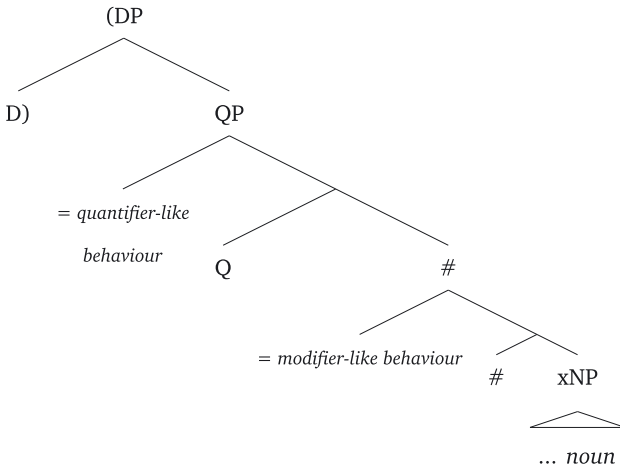 (DP
D)
QP
= quantifier-like
behaviour
Q
#
= modifier-like behaviour
#
xNP
... noun